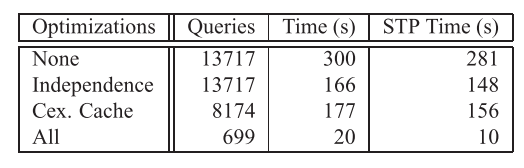 Optimizations Queries Time (s) STP Time (s)
None 13717 300 281
Independence 13717 166 148
Cex. Cache 8174 177 156
All 699 20 10